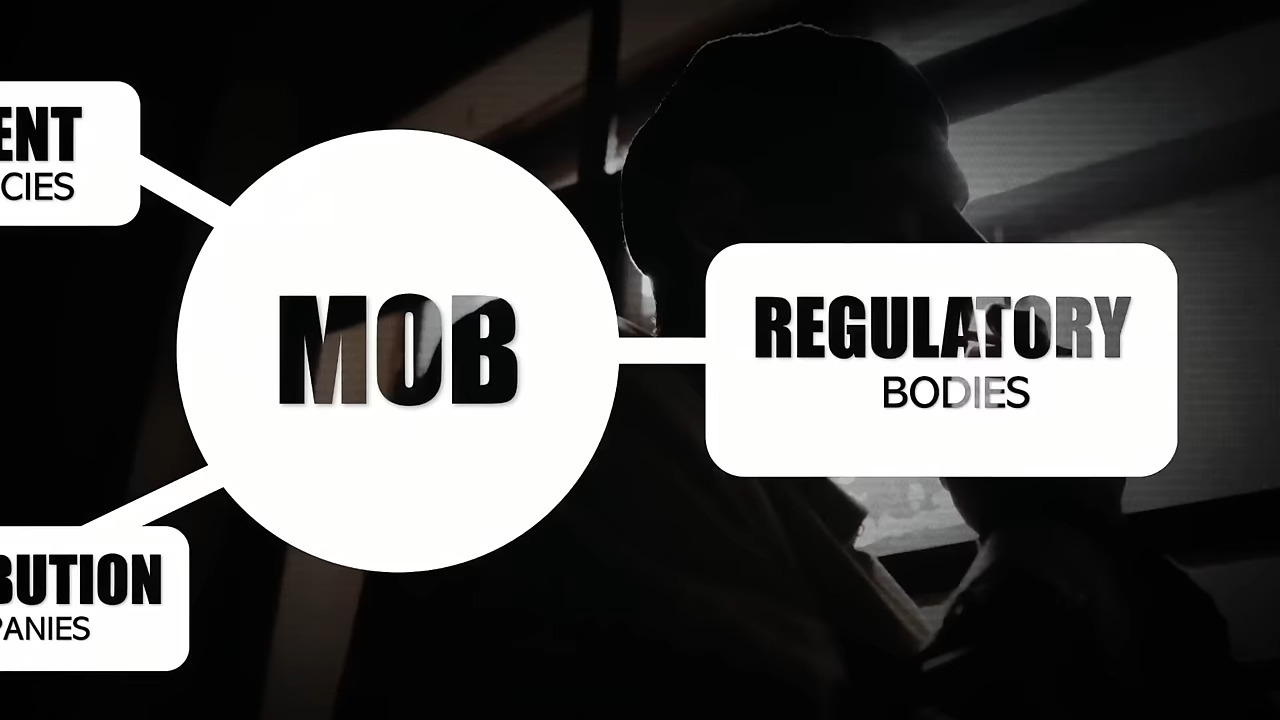 ENT
CIES
MOB
REGULATORY
BODIES
BUTION
PANIES